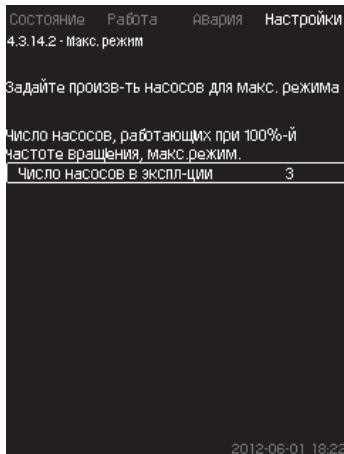 Состояние Работа Авария Настройки
4.3.14.2 - Макс. режим
Задайте произв-ть насосов для макс. режима
Число насосов, работающих при 100%-й
частоте вращения, макс.режим.
Число насосов в экспл-ции 3
2012-06-01 18:22